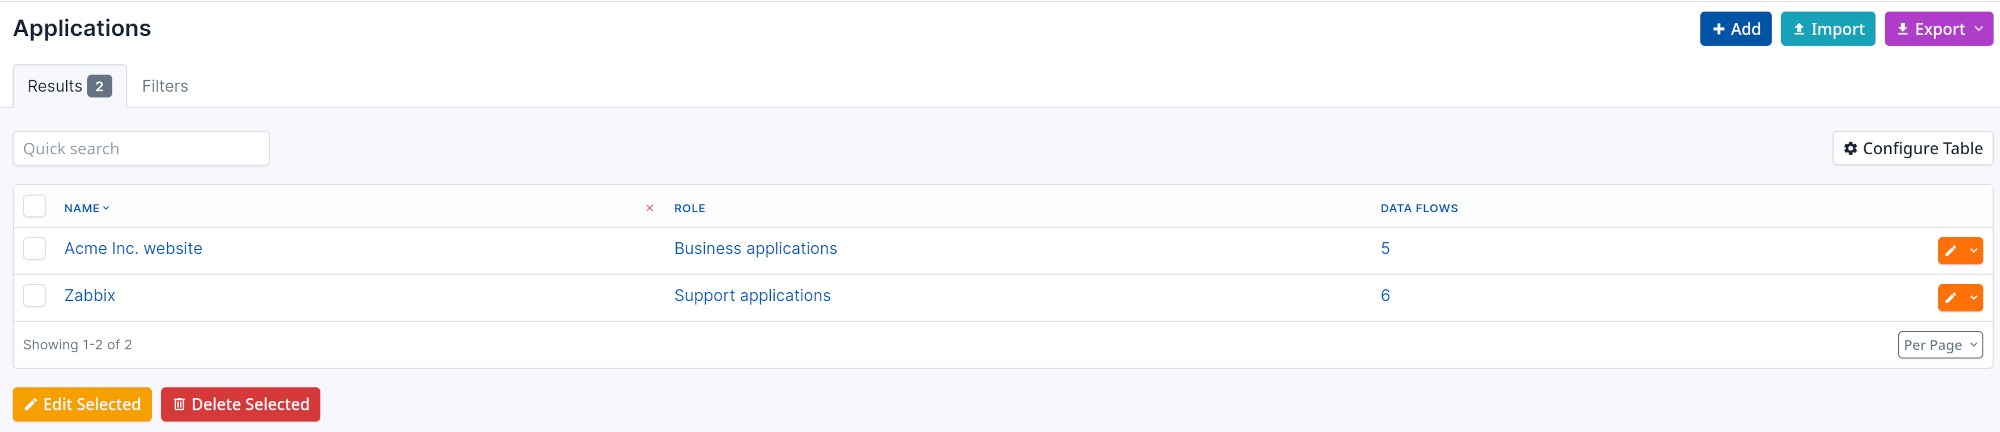 Applications
Add Import Export
Results 2 Filters
Quick search Configure Table
NAME ROLE DATA FLOWS
Acme Inc. website Business applications 5
Zabbix Support applications 6
Showing 1-2 of 2 Per Page
Edit Selected Delete Selected